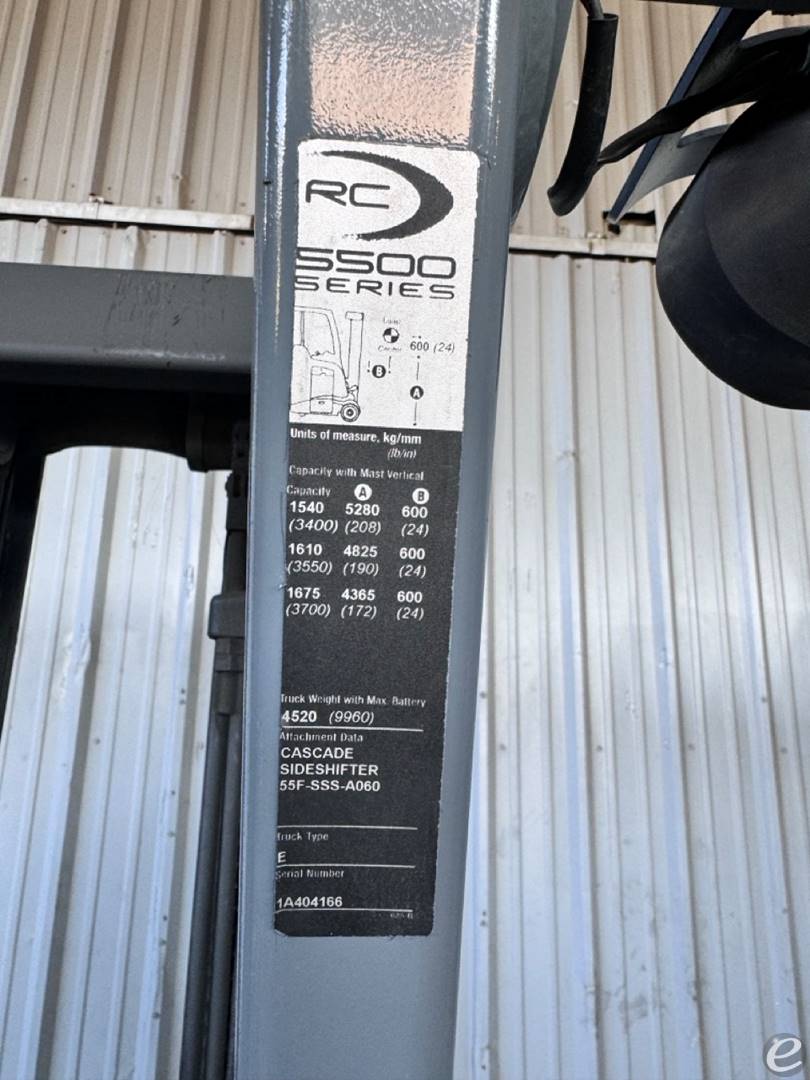 RC
5500
SERIES
Load
Center
600 (24)
B
A
Units of measure, kg/mm
(lb/in)
Capacity with Mast Vertical
Capacity A B
1540 5280 600
(3400) (208) (24)
1610 4825 600
(3550) (190) (24)
1675 4365 600
(3700) (172) (24)
Truck Weight with Max. Battery
4520 (9960)
Attachment Data
CASCADE
SIDESHIFTER
55F-SSS-A060
Truck Type
E
Serial Number
1A404166
e